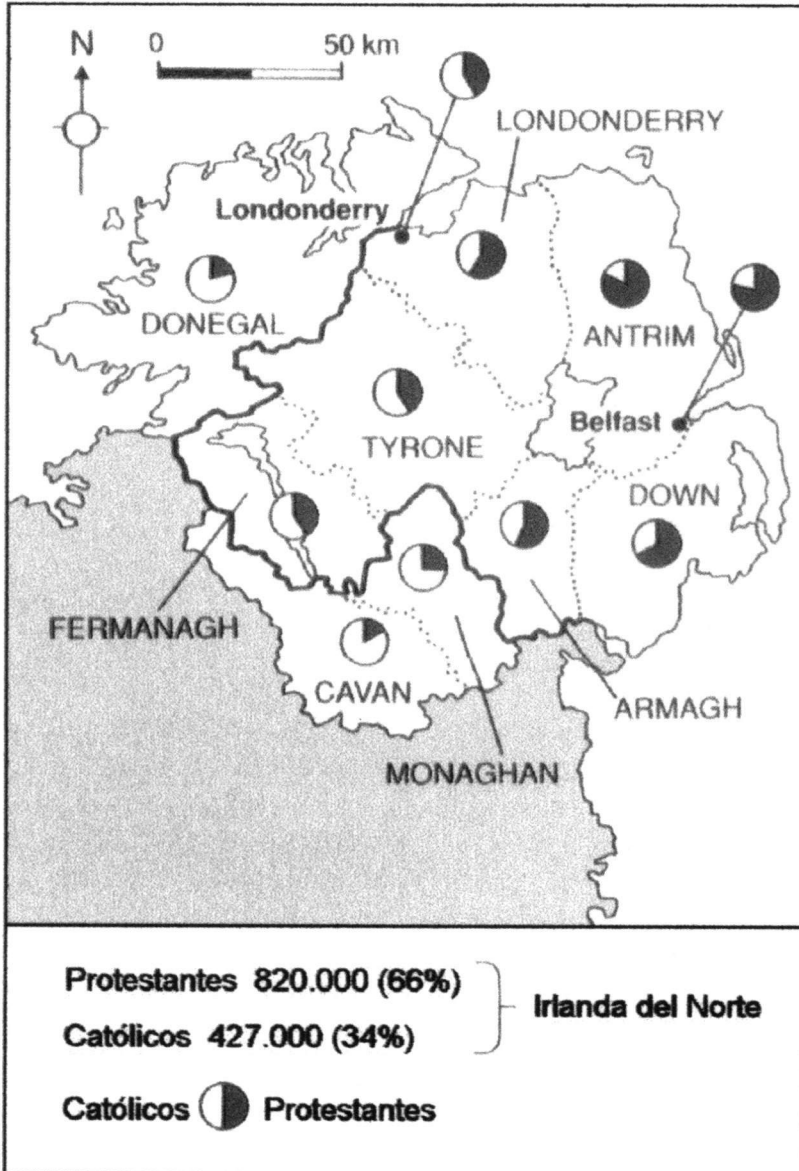 N
0 50 km
LONDONDERRY
Londonderry
DONEGAL
ANTRIM
Belfast
TYRONE
DOWN
FERMANAGH
CAVAN
ARMAGH
MONAGHAN
Protestantes 820.000 (66%)
Católicos 427.000 (34%)
Irlanda del Norte
Católicos Protestantes